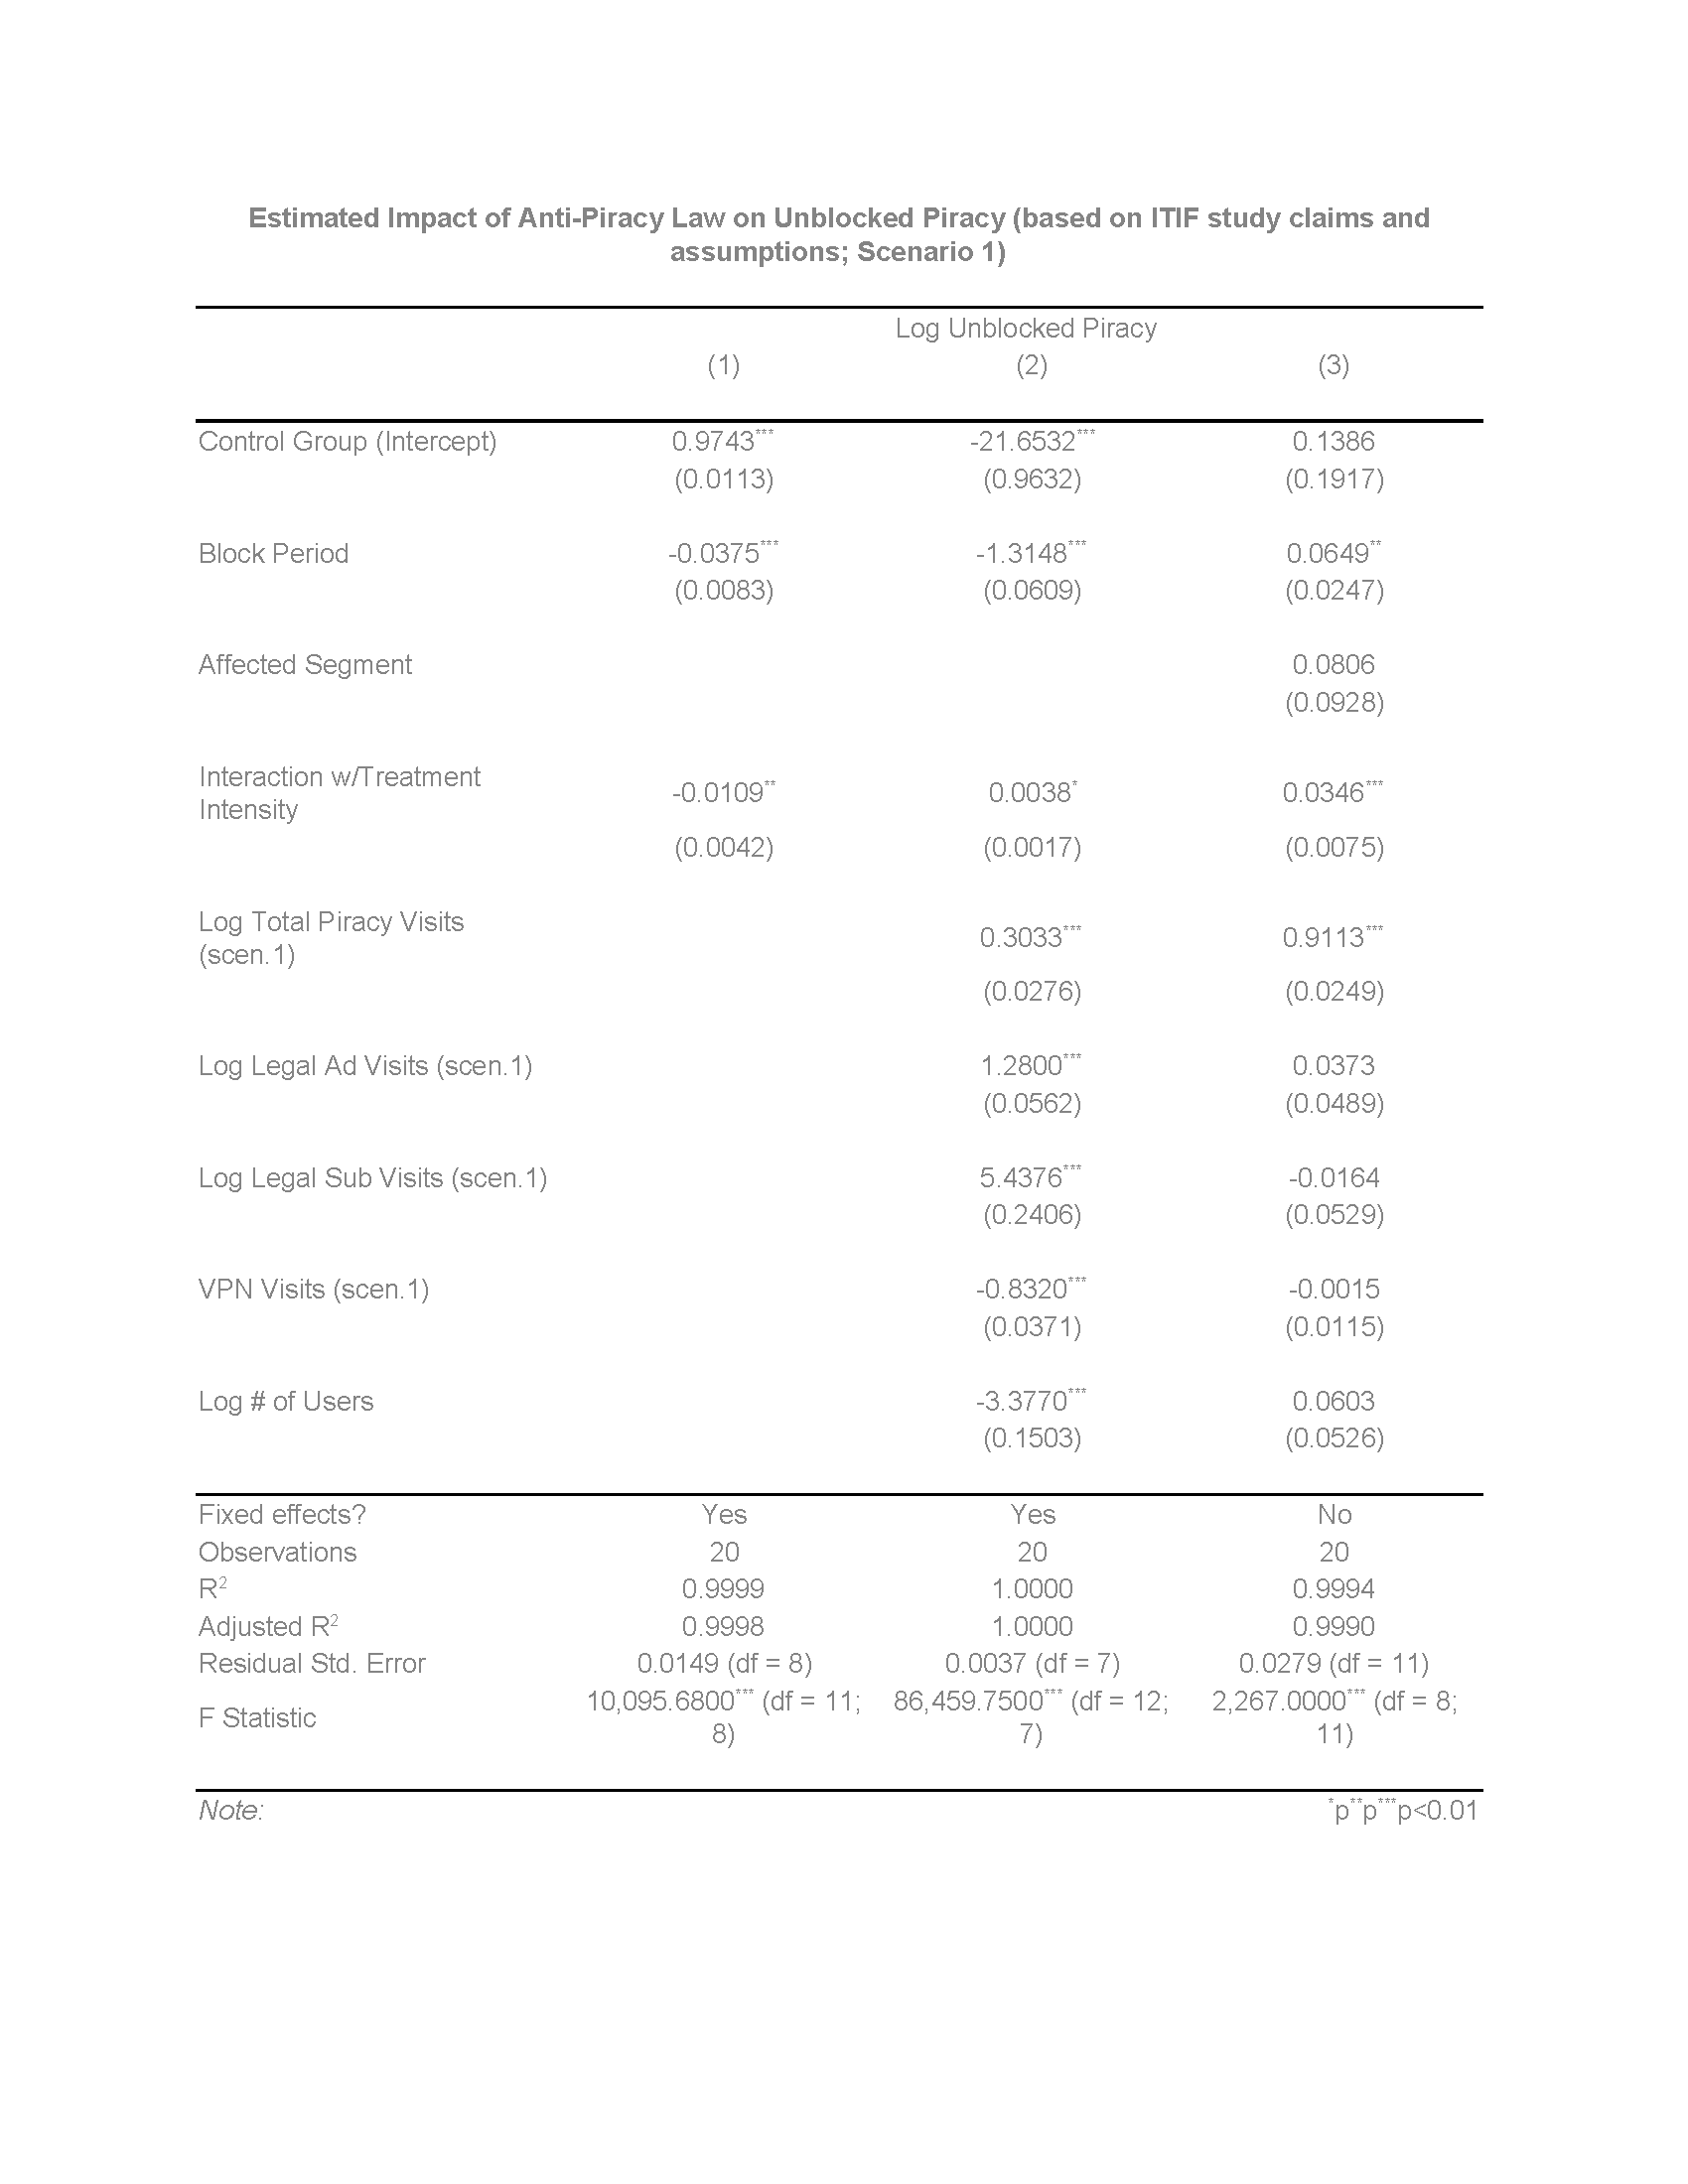 Estimated Impact of Anti-Piracy Law on Unblocked Piracy (based on ITIF study claims and
assumptions; Scenario 1)
Log Unblocked Piracy
(1) (2) (3)
Control Group (Intercept) 0.9743*** -21.6532*** 0.1386
(0.0113) (0.9632) (0.1917)
Block Period -0.0375*** -1.3148*** 0.0649**
(0.0083) (0.0609) (0.0247)
Affected Segment 0.0806
(0.0928)
Interaction w/Treatment
Intensity -0.0109** 0.0038* 0.0346***
(0.0042) (0.0017) (0.0075)
Log Total Piracy Visits
(scen.1) 0.3033*** 0.9113***
(0.0276) (0.0249)
Log Legal Ad Visits (scen.1) 1.2800*** 0.0373
(0.0562) (0.0489)
Log Legal Sub Visits (scen.1) 5.4376*** -0.0164
(0.2406) (0.0529)
VPN Visits (scen.1) -0.8320*** -0.0015
(0.0371) (0.0115)
Log # of Users -3.3770*** 0.0603
(0.1503) (0.0526)
Fixed effects? Yes Yes No
Observations 20 20 20
R2 0.9999 1.0000 0.9994
Adjusted R2 0.9998 1.0000 0.9990
Residual Std. Error 0.0149 (df = 8) 0.0037 (df = 7) 0.0279 (df = 11)
F Statistic 10,095.6800*** (df = 11; 86,459.7500*** (df = 12; 2,267.0000*** (df = 8;
8) 7) 11)
Note: *p**p***p<0.01